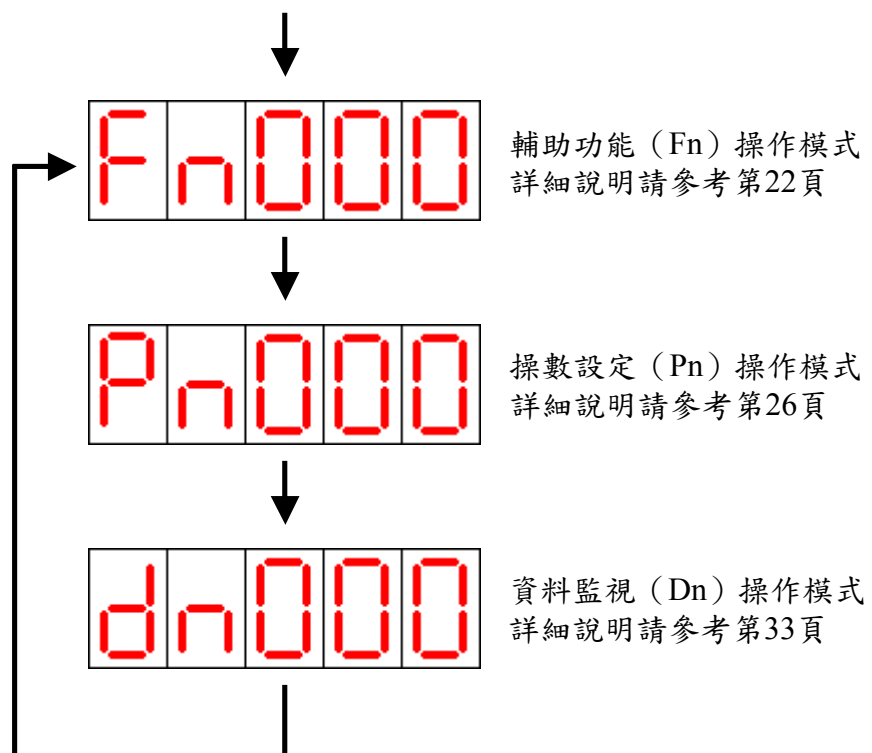 Fn000
輔助功能（Fn）操作模式
詳細說明請參考第22頁
Pn000
操數設定（Pn）操作模式
詳細說明請參考第26頁
dn000
資料監視（Dn）操作模式
詳細說明請參考第33頁